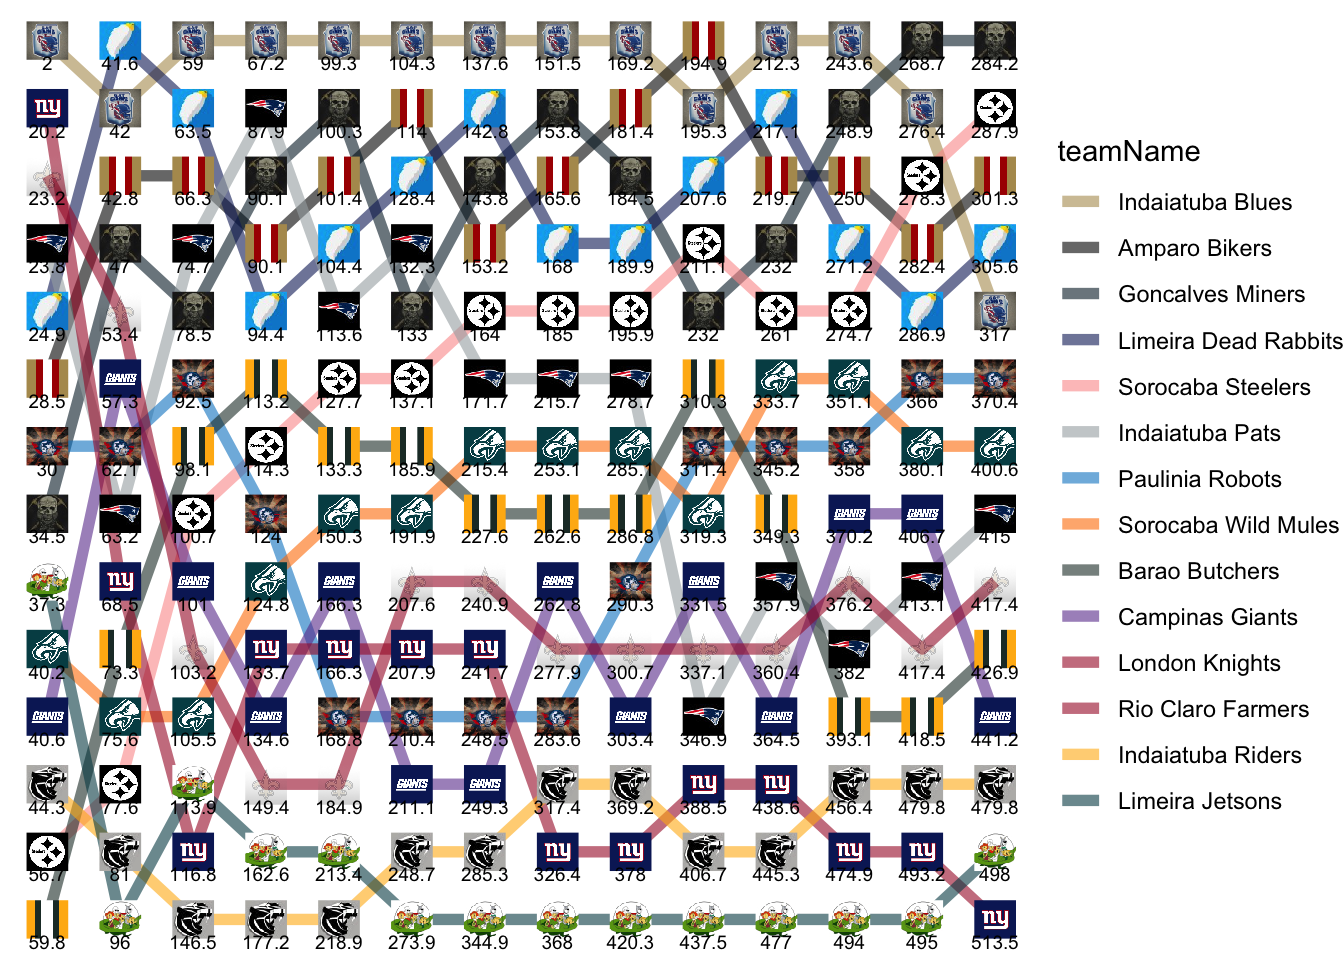 2 41.6 59 67.2 99.3 104.3 137.6 151.5 169.2 194.9 212.3 243.6 268.7 284.2
20.2 42 63.5 87.9 100.3 114 142.8 153.8 181.4 195.3 217.1 248.9 276.4 287.9
23.2 42.8 66.3 90.1 101.4 128.4 143.8 165.6 184.5 207.6 219.7 250 278.3 301.3
23.8 47 74.7 90.1 104.4 132.3 153.2 168 189.9 211.1 232 271.2 282.4 305.6
24.9 53.4 78.5 94.4 113.6 133 164 185 195.9 232 261 274.7 286.9 317
28.5 57.3 92.5 113.2 127.7 137.1 171.7 215.7 278.7 310.3 333.7 351.1 366 370.4
30 62.1 98.1 114.3 133.3 185.9 215.4 253.1 285.1 311.4 345.2 358 380.1 400.6
34.5 63.2 100.7 124 150.3 191.9 227.6 262.6 286.8 319.3 349.3 370.2 406.7 415
37.3 68.5 101 124.8 166.3 207.6 240.9 262.8 290.3 331.5 357.9 376.2 413.1 417.4
40.2 73.3 103.2 133.7 166.3 207.9 241.7 277.9 300.7 337.1 360.4 382 417.4 426.9
40.6 75.6 105.5 134.6 168.8 210.4 248.5 283.6 303.4 346.9 364.5 393.1 418.5 441.2
44.3 77.6 113.9 149.4 184.9 211.1 249.3 317.4 369.2 388.5 438.6 456.4 479.8 479.8
56.7 81 116.8 162.6 213.4 248.7 285.3 326.4 378 406.7 445.3 474.9 493.2 498
59.8 96 146.5 177.2 218.9 273.9 344.9 368 420.3 437.5 477 494 495 513.5
teamName
Indaiatuba Blues
Amparo Bikers
Goncalves Miners
Limeira Dead Rabbits
Sorocaba Steelers
Indaiatuba Pats
Paulinia Robots
Sorocaba Wild Mules
Barao Butchers
Campinas Giants
London Knights
Rio Claro Farmers
Indaiatuba Riders
Limeira Jetsons